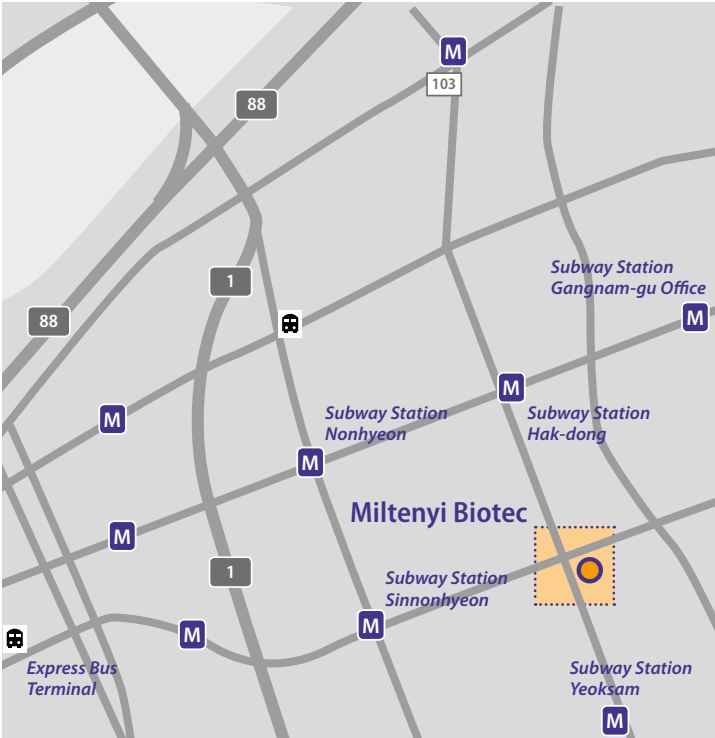 M
103
88
Subway Station
Gangnam-gu Office
1
88
M
M
Subway Station
Nonhyeon
Subway Station
Hak-dong
M
M
Miltenyi Biotec
M
1
Subway Station
Sinnonhyeon
M
M
Express Bus
Terminal
Subway Station
Yeoksam
M